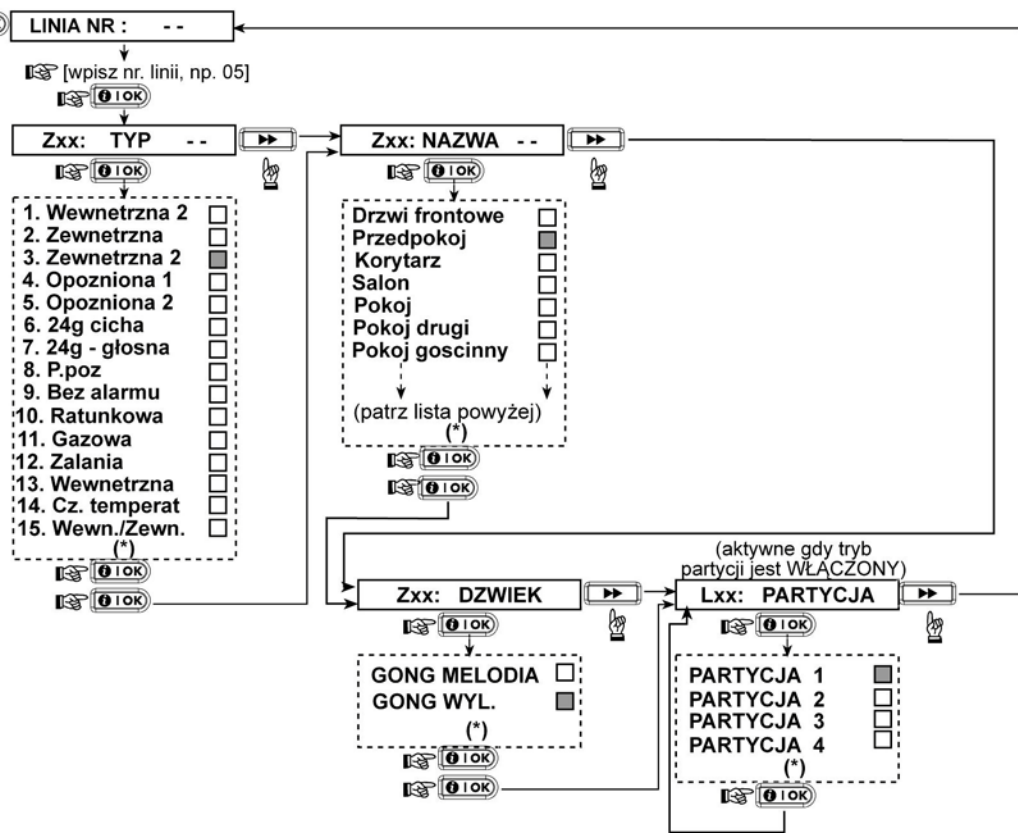 LINIA NR : - -
[wpisz nr. linii, np. 05]
i I OK
Zxx: TYP - -
i I OK
1. Wewnetrzna 2
2. Zewnetrzna
3. Zewnetrzna 2
4. Opozniona 1
5. Opozniona 2
6. 24g cicha
7. 24g - głosna
8. P.poz
9. Bez alarmu
10. Ratunkowa
11. Gazowa
12. Zalania
13. Wewnetrzna
14. Cz. temperat
15. Wewn./Zewn.
(*)
i I OK
i I OK
Zxx: NAZWA - -
i I OK
Drzwi frontowe
Przedpokoj
Korytarz
Salon
Pokoj
Pokoj drugi
Pokoj goscinny
(patrz lista powyżej)
(*)
i I OK
i I OK
Zxx: DZWIEK
i I OK
GONG MELODIA
GONG WYL.
(*)
i I OK
i I OK
(aktywne gdy tryb
partycji jest WŁĄCZONY)
Lxx: PARTYCJA
i I OK
PARTYCJA 1
PARTYCJA 2
PARTYCJA 3
PARTYCJA 4
(*)
i I OK